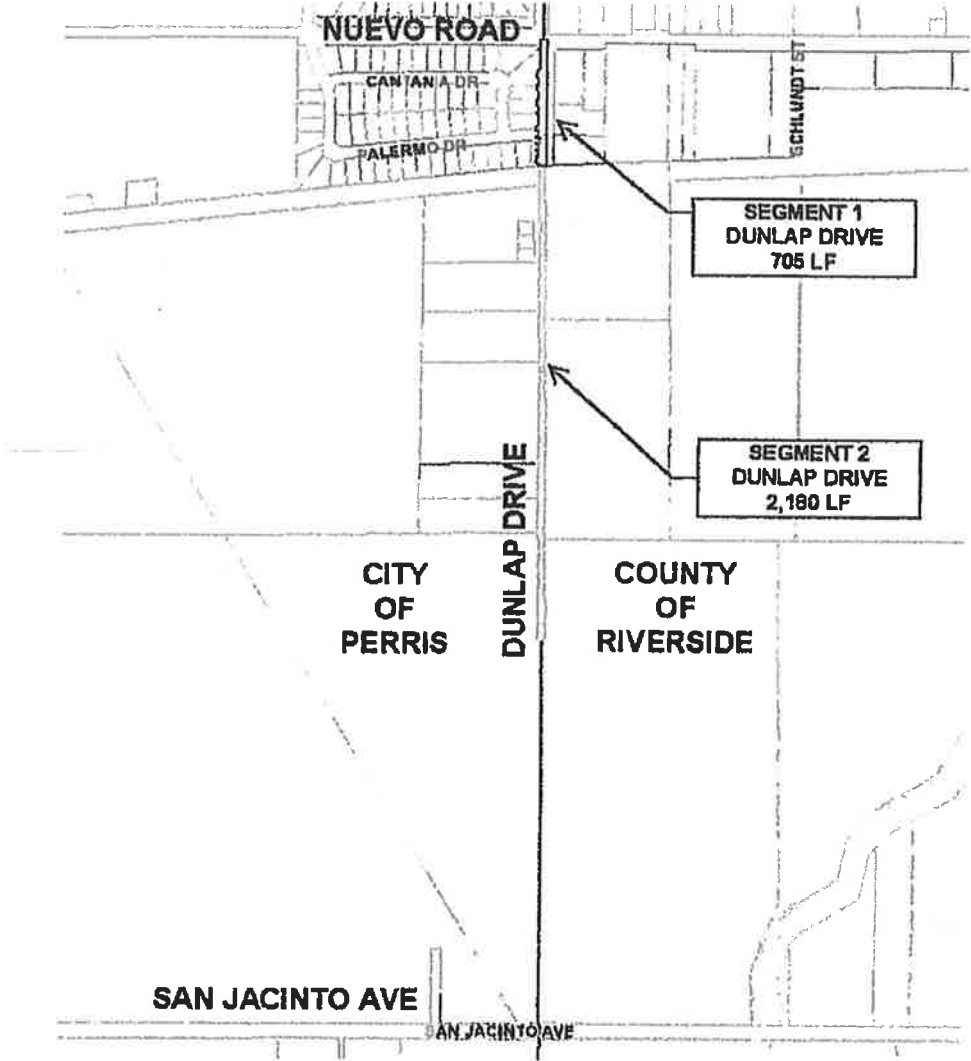 NUEVO ROAD
CANTANIA DR
PALERMO DR
SCHLUNDT ST
SEGMENT 1
DUNLAP DRIVE
705 LF
SEGMENT 2
DUNLAP DRIVE
2,180 LF
DUNLAP DRIVE
CITY
OF
PERRIS
COUNTY
OF
RIVERSIDE
SAN JACINTO AVE
SAN JACINTO AVE